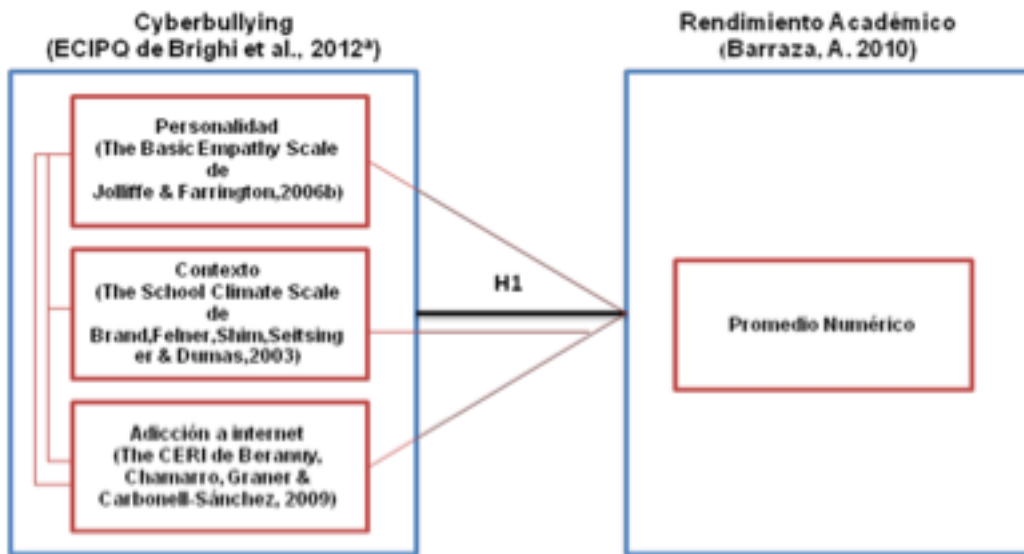 Cyberbullying
(ECIPQ de Brighi et al., 2012ª)
Rendimiento Académico
(Barraza, A. 2010)
Personalidad
(The Basic Empathy Scale
de
Jolliffe & Farrington,2006b)
Contexto
(The School Climate Scale
de
Brand,Felner,Shim,Seitsing
er & Dumas,2003)
Adicción a internet
(The CERI de Beranuy,
Chamarro, Graner &
Carbonell-Sánchez, 2009)
H1
Promedio Numérico